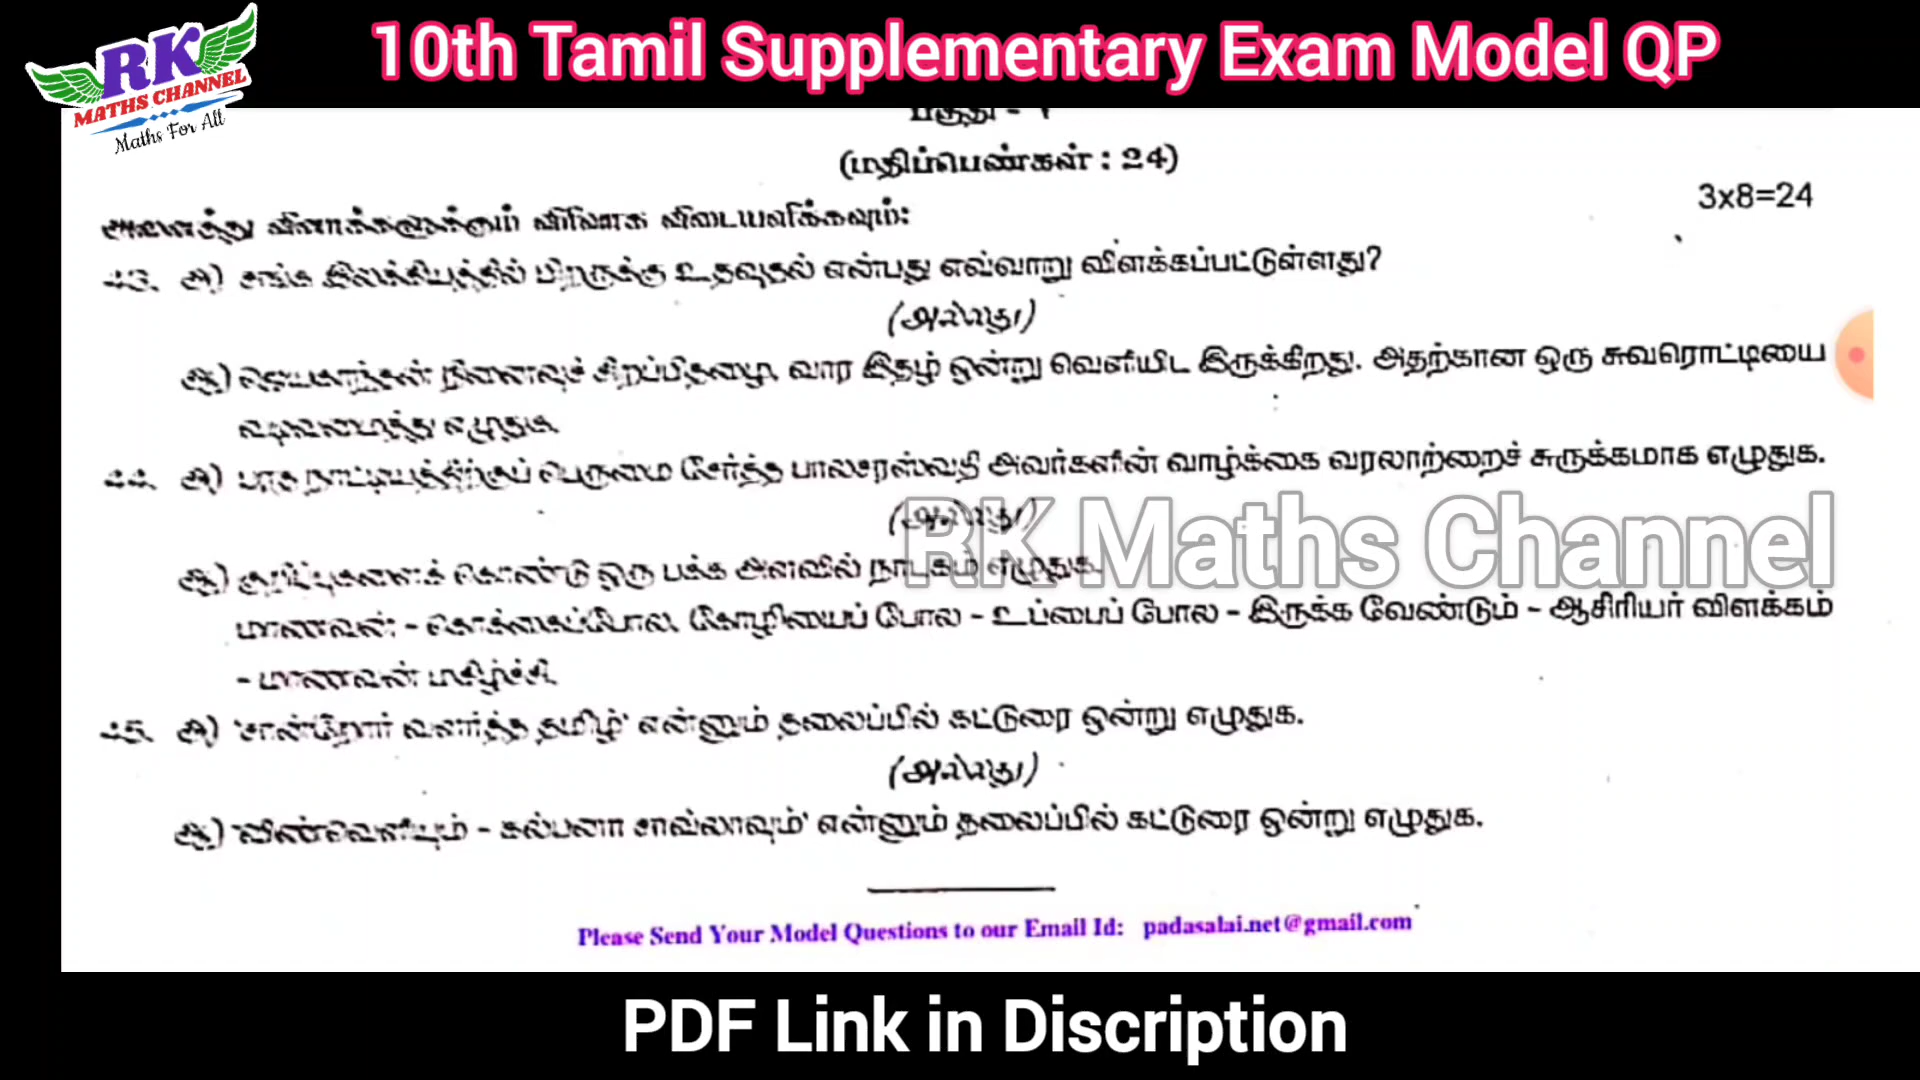 RK
MATHS CHANNEL
Maths For All
10th Tamil Supplementary Exam Model QP
(மதிப்பெண்கள் : 24)
3x8=24
அனைத்து வினாக்களுக்கும் விரிவாக விடையளிக்கவும்:
43. அ) சங்க இலக்கியத்தில் பிறருக்கு உதவுதல் என்பது எவ்வாறு விளக்கப்பட்டுள்ளது?
(அல்லது)
ஆ) ஜெயகாந்தன் நினைவுச் சிறப்பிதழை, வார இதழ் ஒன்று வெளியிட இருக்கிறது. அதற்கான ஒரு சுவரொட்டியை
வடிவமைத்து எழுதுக.
44. அ) பரத நாட்டியத்திற்குப் பெருமை சேர்த்த பாலசரஸ்வதி அவர்களின் வாழ்க்கை வரலாற்றைச் சுருக்கமாக எழுதுக.
(அல்லது)
RK Maths Channel
ஆ) குறிப்புகளைக் கொண்டு ஒரு பக்க அளவில் நாடகம் எழுதுக.
மாணவன் - கொக்கைப்போல, கோழியைப் போல - உப்பைப் போல - இருக்க வேண்டும் - ஆசிரியர் விளக்கம்
- மாணவன் மகிழ்ச்சி.
45. அ) 'சான்றோர் வளர்த்த தமிழ்' என்னும் தலைப்பில் கட்டுரை ஒன்று எழுதுக.
(அல்லது)
ஆ) 'விண்வெளியும் - கல்பனா சாவ்லாவும்' என்னும் தலைப்பில் கட்டுரை ஒன்று எழுதுக.
Please Send Your Model Questions to our Email Id: padasalai.net@gmail.com
PDF Link in Discription